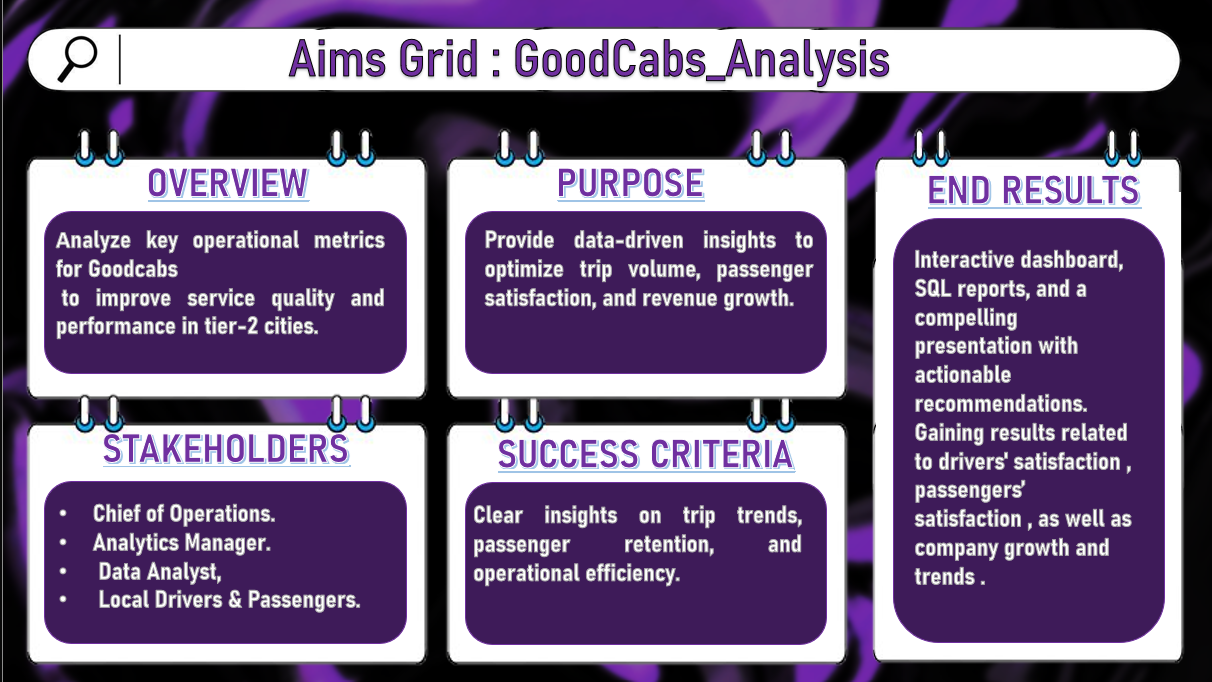 Aims Grid : GoodCabs_Analysis
OVERVIEW
Analyze key operational metrics
for Goodcabs
to improve service quality and
performance in tier-2 cities.
PURPOSE
Provide data-driven insights to
optimize trip volume, passenger
satisfaction, and revenue growth.
END RESULTS
Interactive dashboard,
SQL reports, and a
compelling
presentation with
actionable
recommendations.
Gaining results related
to drivers' satisfaction ,
passengers'
satisfaction , as well as
company growth and
trends .
STAKEHOLDERS
• Chief of Operations.
• Analytics Manager.
• Data Analyst,
• Local Drivers & Passengers.
SUCCESS CRITERIA
Clear insights on trip trends,
passenger retention, and
operational efficiency.